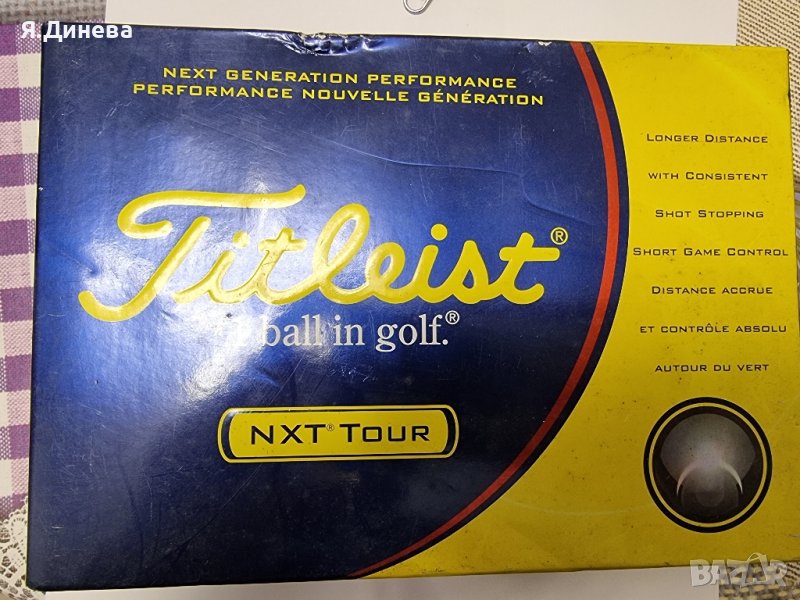 Я.Динева
NEXT GENERATION PERFORMANCE
PERFORMANCE NOUVELLE GÉNÉRATION
Titleist®
ball in golf.®
NXT® TOUR
LONGER DISTANCE
WITH CONSISTENT
SHOT STOPPING
SHORT GAME CONTROL
DISTANCE ACCRUE
ET CONTRÔLE ABSOLU
AUTOUR DU VERT
BAZAR